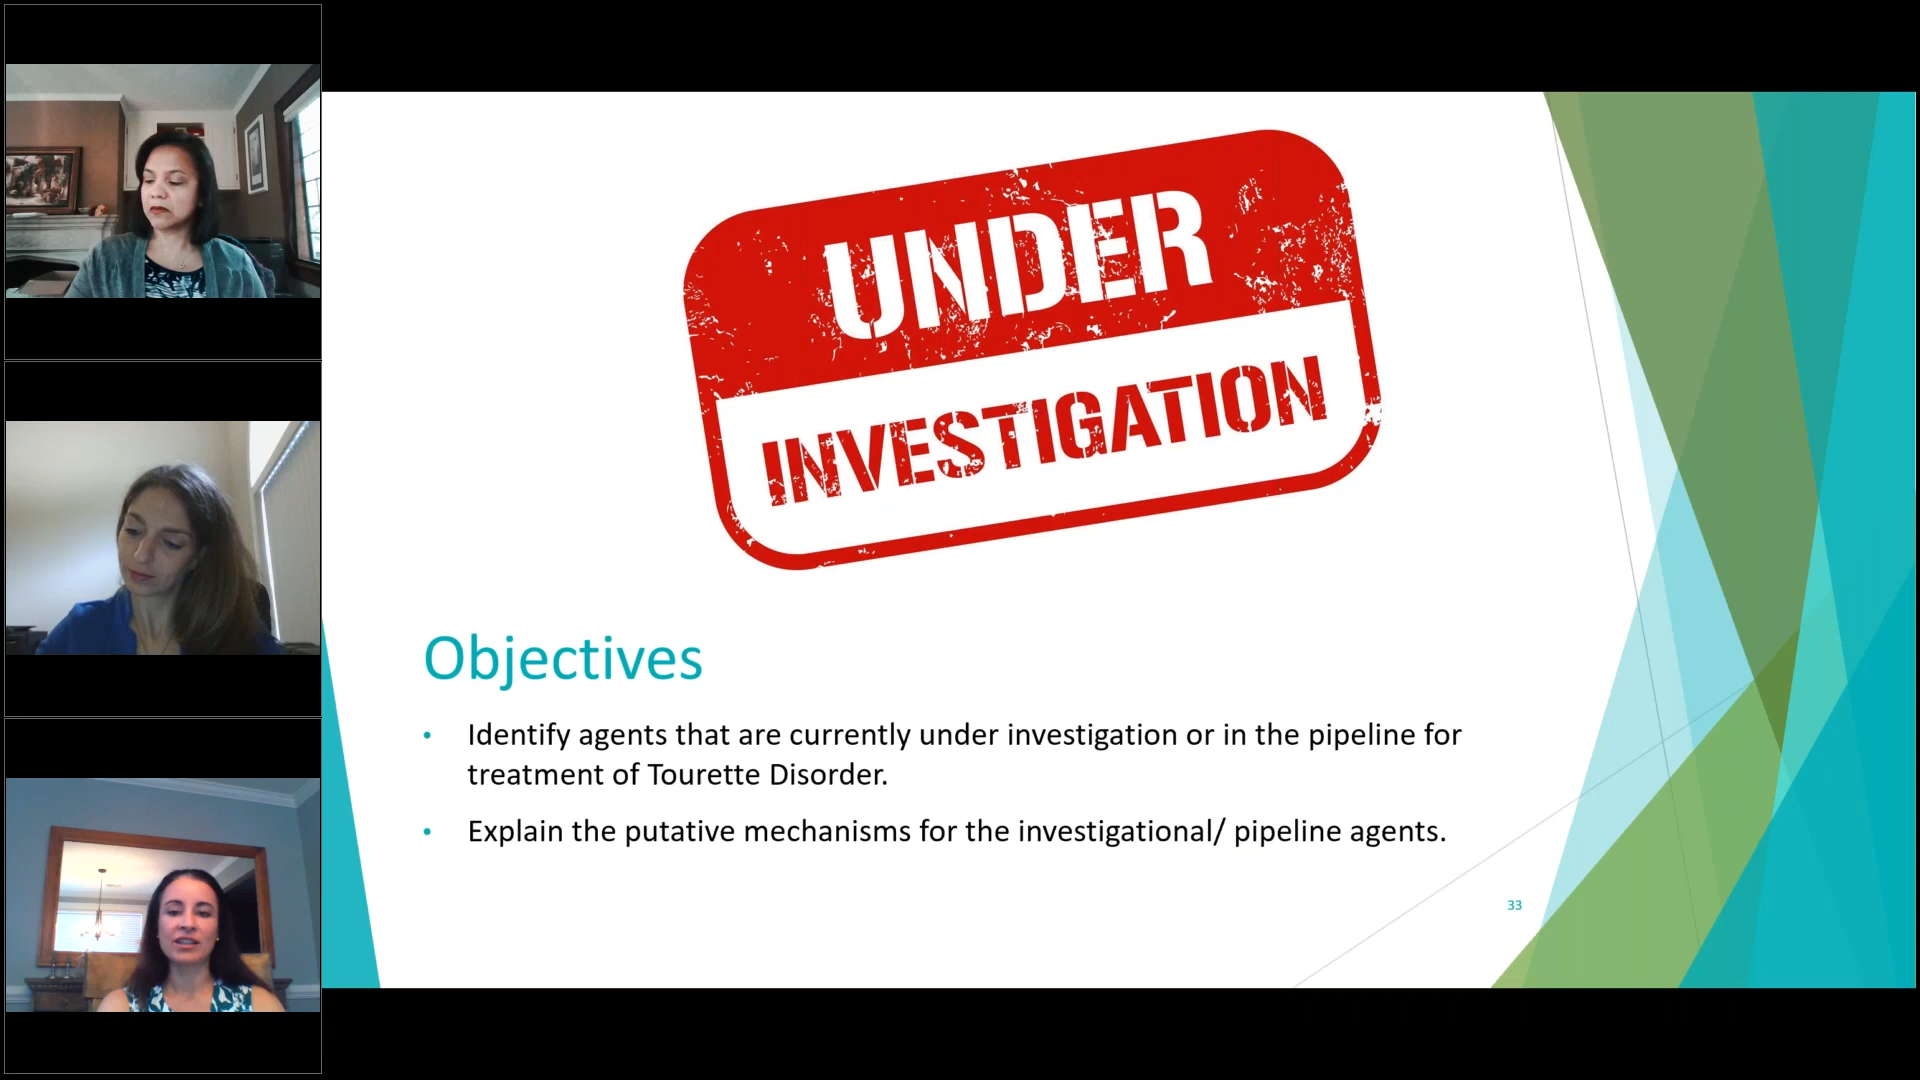 UNDER
INVESTIGATION
Objectives
• Identify agents that are currently under investigation or in the pipeline for
treatment of Tourette Disorder.
• Explain the putative mechanisms for the investigational/ pipeline agents.
33